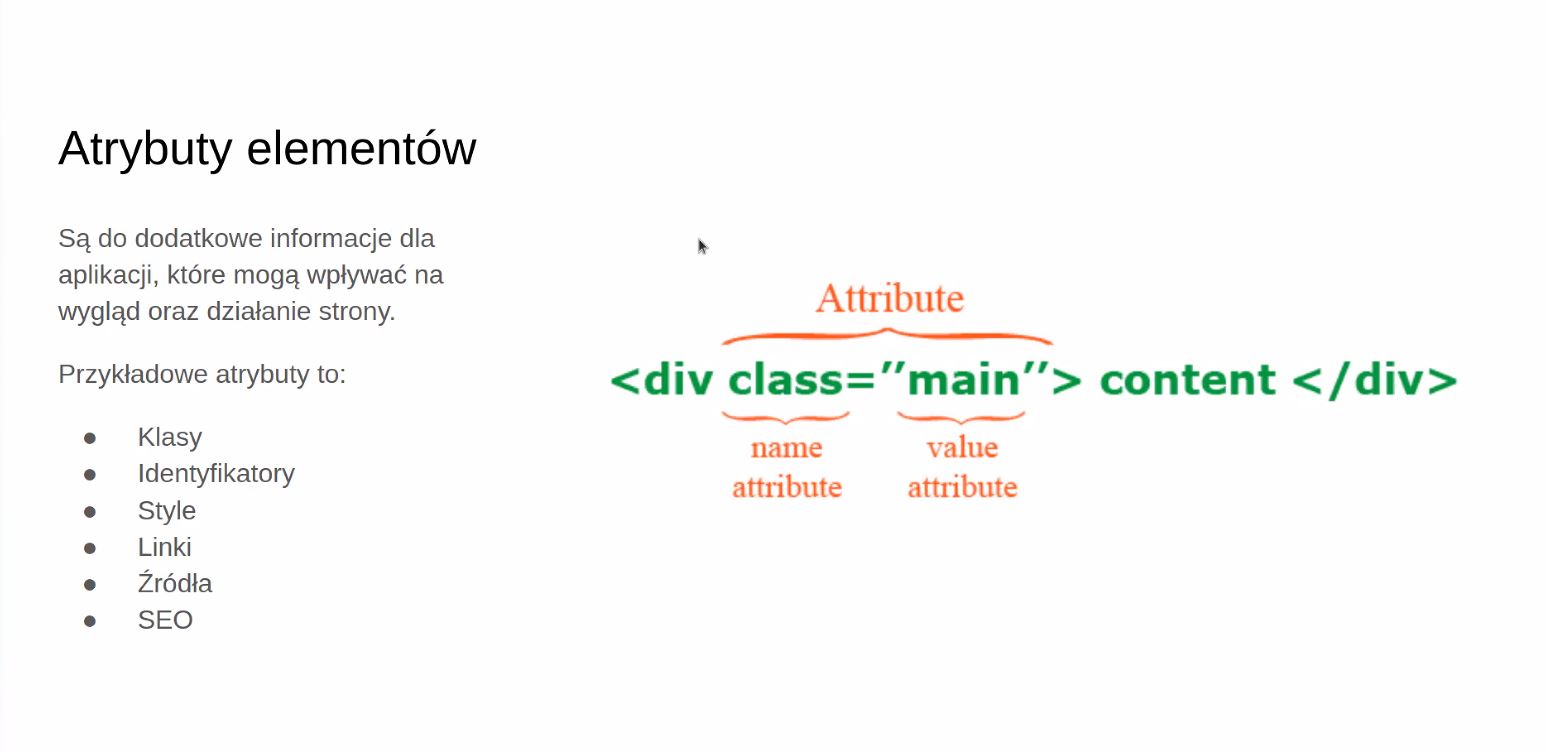 Atrybuty elementów
Są do dodatkowe informacje dla
aplikacji, które mogą wpływać na
wygląd oraz działanie strony.
Przykładowe atrybuty to:
● Klasy
● Identyfikatory
● Style
● Linki
● Źródła
● SEO
Attribute
<div class=″main″> content </div>
name
attribute
value
attribute